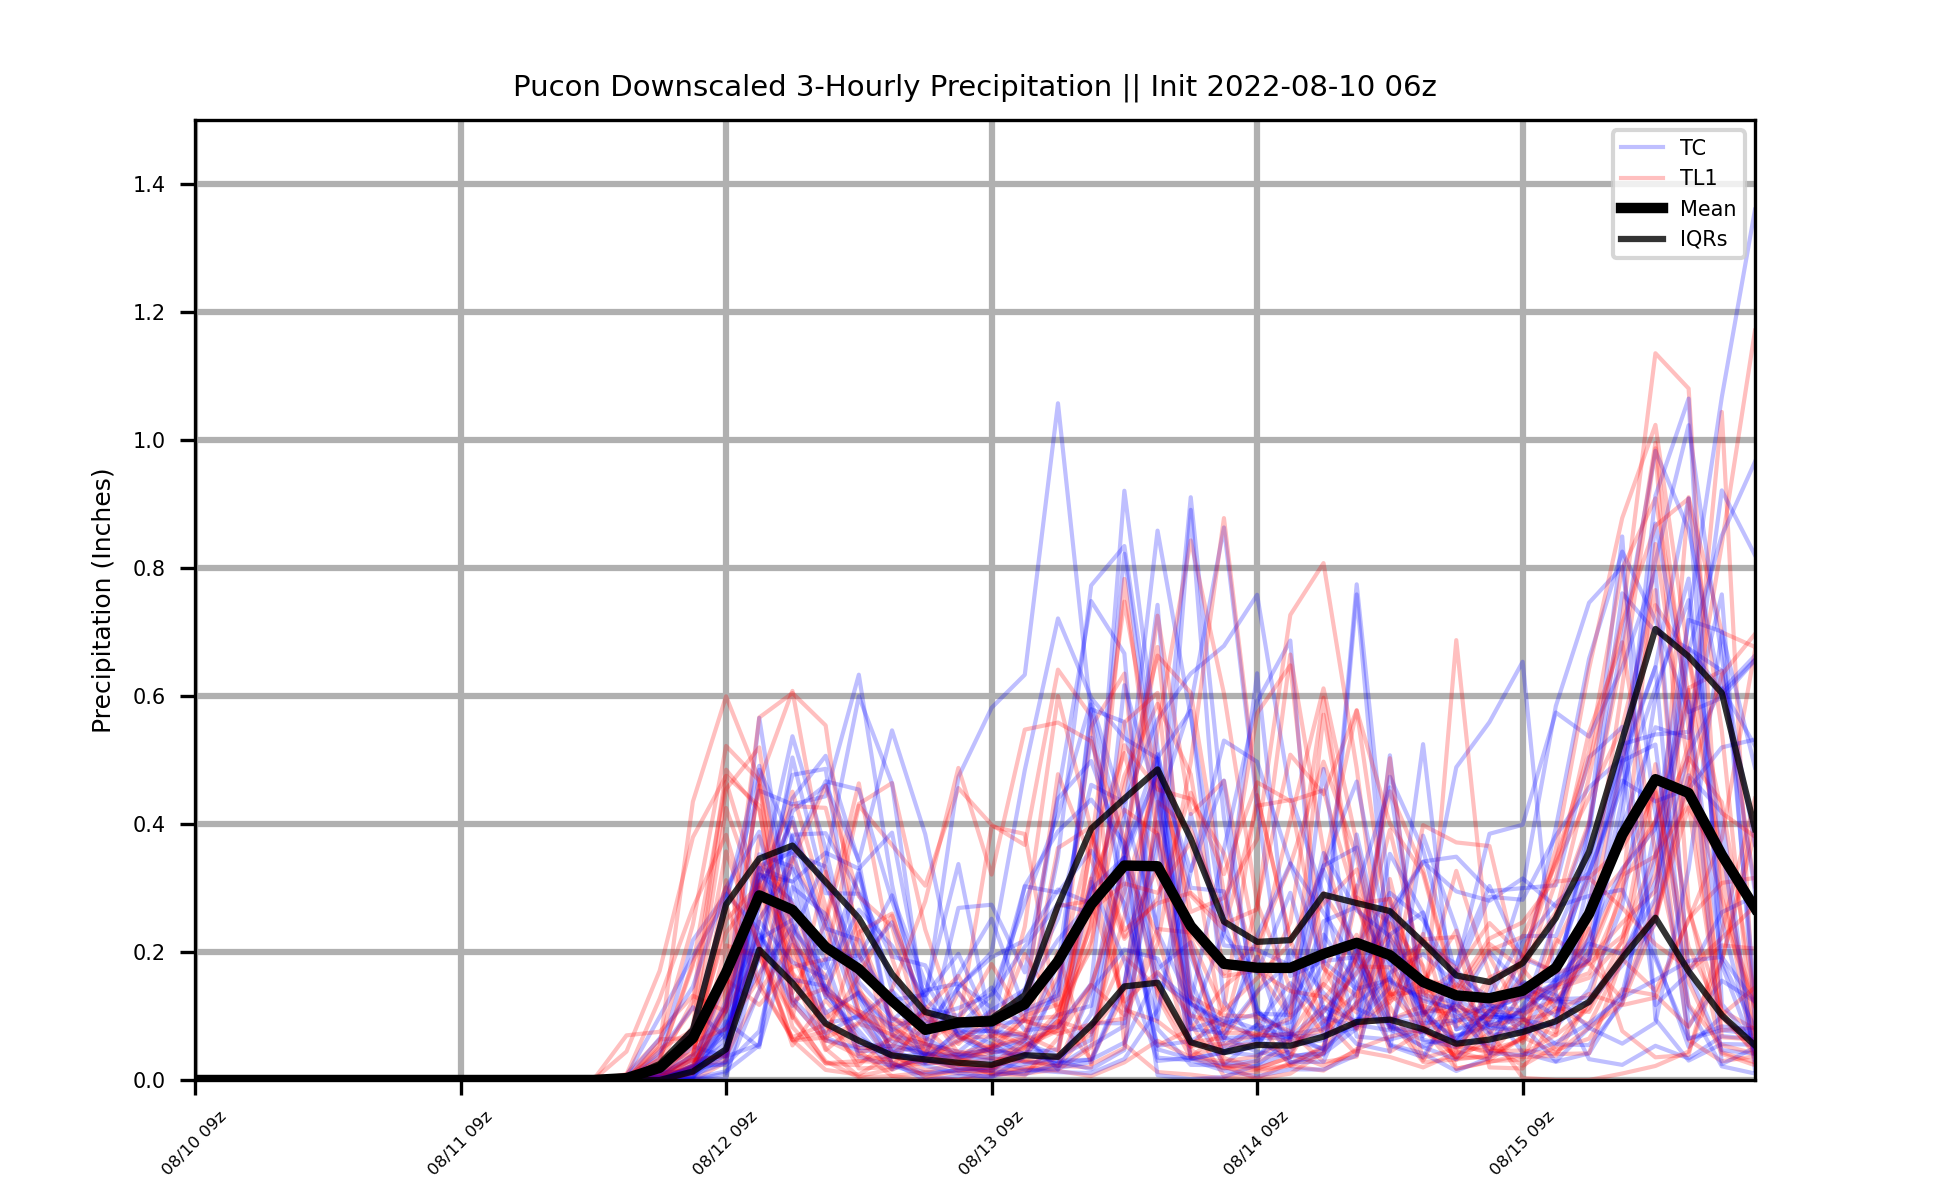 Pucon Downscaled 3-Hourly Precipitation || Init 2022-08-10 06z
TC
TL1
Mean
IQRs
Precipitation (Inches)
1.4
1.2
1.0
0.8
0.6
0.4
0.2
0.0
08/10 09z
08/11 09z
08/12 09z
08/13 09z
08/14 09z
08/15 09z